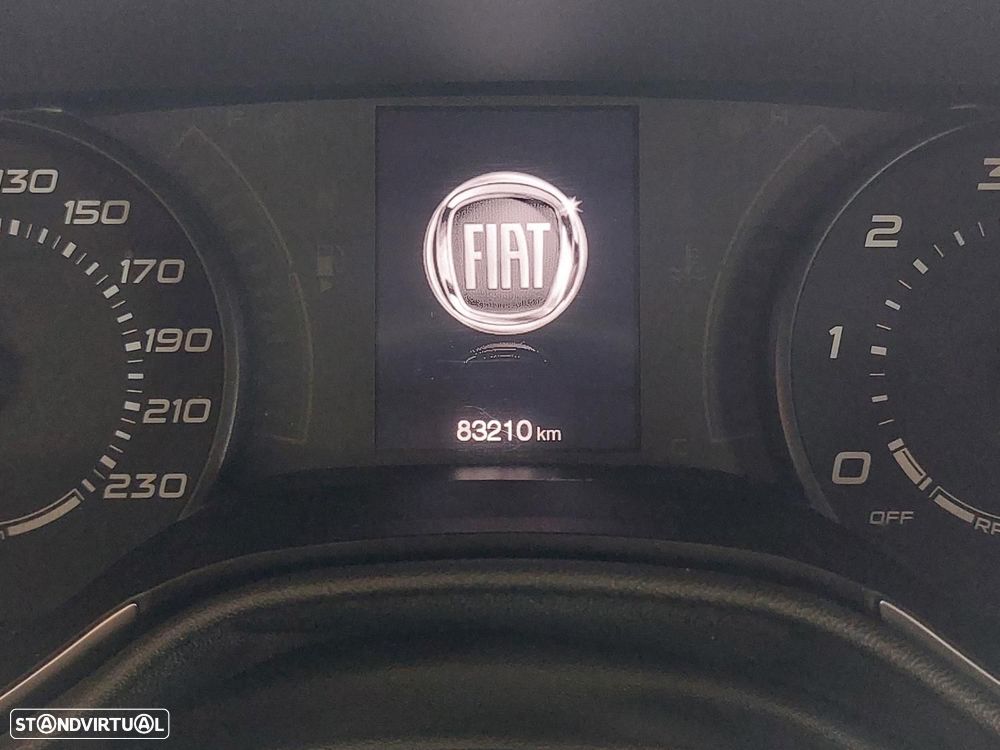 130
150
170
190
210
230
FIAT
83210 km
3
2
1
0
OFF
STANDVIRTUAL